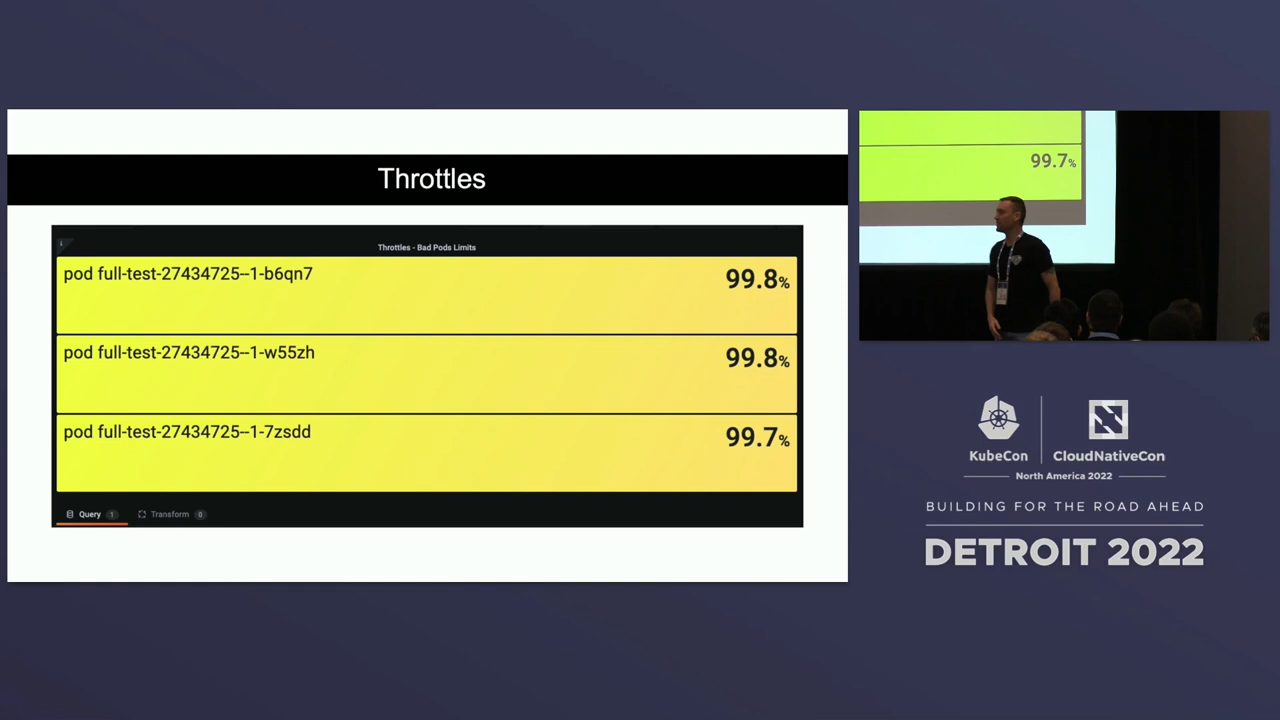 Throttles
Throttles - Bad Pods Limits
pod full-test-27434725--1-b6qn7
99.8%
pod full-test-27434725--1-w55zh
99.8%
pod full-test-27434725--1-7zsdd
99.7%
Query 1 Transform 0
99.7%
KubeCon
CloudNativeCon
North America 2022
BUILDING FOR THE ROAD AHEAD
DETROIT 2022